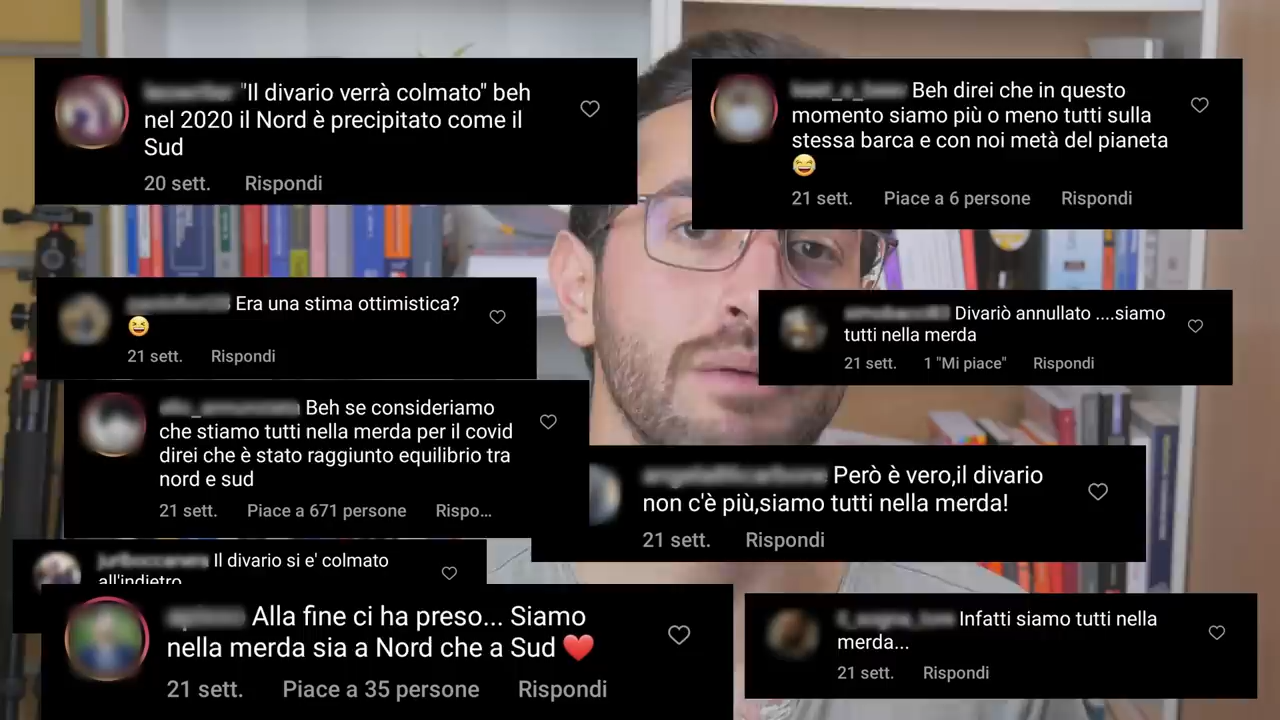 "Il divario verrà colmato" beh
nel 2020 il Nord è precipitato come il
Sud
20 sett. Rispondi
Beh direi che in questo
momento siamo più o meno tutti sulla
stessa barca e con noi metà del pianeta
😂
21 sett. Piace a 6 persone Rispondi
Era una stima ottimistica?
😆
21 sett. Rispondi
Divariò annullato ....siamo
tutti nella merda
21 sett. 1 "Mi piace" Rispondi
Beh se consideriamo
che stiamo tutti nella merda per il covid
direi che è stato raggiunto equilibrio tra
nord e sud
21 sett. Piace a 671 persone Rispo...
Però è vero,il divario
non c'è più,siamo tutti nella merda!
21 sett. Rispondi
Il divario si e' colmato
all'indietro
Alla fine ci ha preso... Siamo
nella merda sia a Nord che a Sud ❤️
21 sett. Piace a 35 persone Rispondi
Infatti siamo tutti nella
merda...
21 sett. Rispondi